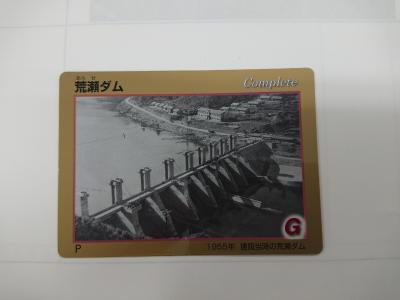 あらせ
荒瀬ダム
Complete
G
P
1955年 建設当時の荒瀬ダム